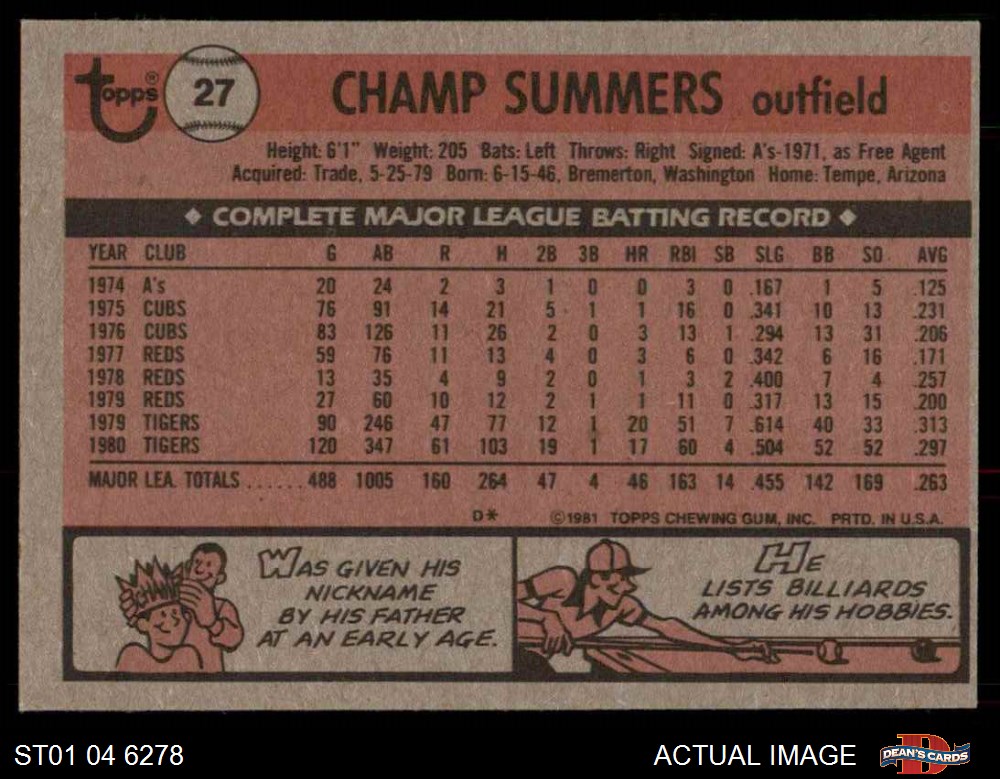 topps® 27 CHAMP SUMMERS outfield
Height: 6'1" Weight: 205 Bats: Left Throws: Right Signed: A's-1971, as Free Agent
Acquired: Trade, 5-25-79 Born: 6-15-46, Bremerton, Washington Home: Tempe, Arizona
◆ COMPLETE MAJOR LEAGUE BATTING RECORD ◆
YEAR CLUB G AB R H 2B 3B HR RBI SB SLG BB SO AVG
1974 A's 20 24 2 3 1 0 0 3 0 .167 1 5 .125
1975 CUBS 76 91 14 21 5 1 1 16 0 .341 10 13 .231
1976 CUBS 83 126 11 26 2 0 3 13 1 .294 13 31 .206
1977 REDS 59 76 11 13 4 0 3 6 0 .342 6 16 .171
1978 REDS 13 35 4 9 2 0 1 3 2 .400 7 4 .257
1979 REDS 27 60 10 12 2 1 1 11 0 .317 13 15 .200
1979 TIGERS 90 246 47 77 12 1 20 51 7 .614 40 33 .313
1980 TIGERS 120 347 61 103 19 1 17 60 4 .504 52 52 .297
MAJOR LEA. TOTALS ...... 488 1005 160 264 47 4 46 163 14 .455 142 169 .263
D* ©1981 TOPPS CHEWING GUM, INC. PRTD. IN U.S.A.
CHAMP
WAS GIVEN HIS
NICKNAME
BY HIS FATHER
AT AN EARLY AGE.
HE
LISTS BILLIARDS
AMONG HIS HOBBIES.
ST01 04 6278 ACTUAL IMAGE D DEAN'S CARDS